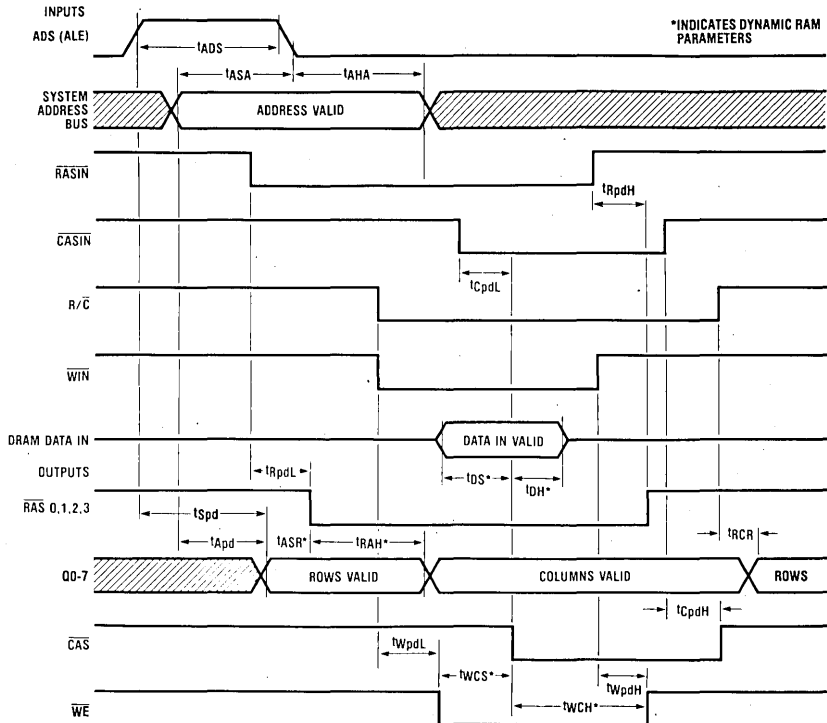 INPUTS
ADS (ALE)
*INDICATES DYNAMIC RAM
PARAMETERS
tADS
tASA
tAHA
SYSTEM
ADDRESS
BUS
ADDRESS VALID
RASIN
tRpdH
CASIN
tCpdL
R/C
WIN
DRAM DATA IN
DATA IN VALID
OUTPUTS
tRpdL
tDS*
tDH*
RAS 0,1,2,3
tSpd
tApd
tASR*
tRAH*
tRCR
Q0-7
ROWS VALID
COLUMNS VALID
ROWS
tCpdH
CAS
tWpdL
tWCS*
tWpdH
tWCH*
WE